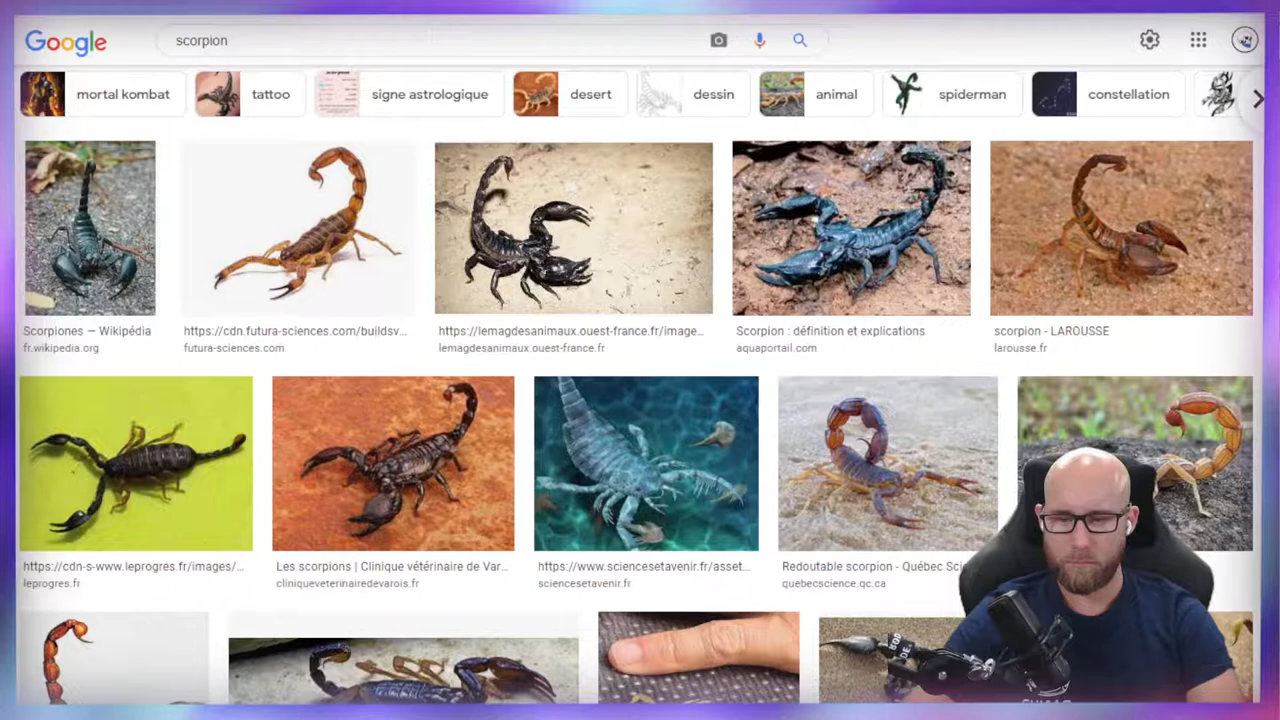 Google
scorpion
mortal kombat
tattoo
signe astrologique
desert
dessin
animal
spiderman
constellation
Scorpiones — Wikipédia
fr.wikipedia.org
https://cdn.futura-sciences.com/buildsv...
futura-sciences.com
https://lemagdesanimaux.ouest-france.fr/image...
lemagdesanimaux.ouest-france.fr
Scorpion : définition et explications
aquaportail.com
scorpion - LAROUSSE
larousse.fr
https://cdn-s-www.leprogres.fr/images/...
leprogres.fr
Les scorpions | Clinique vétérinaire de Var...
cliniqueveterinairedevarois.fr
https://www.sciencesetavenir.fr/asset...
sciencesetavenir.fr
Redoutable scorpion - Québec Sci
quebecscience.qc.ca